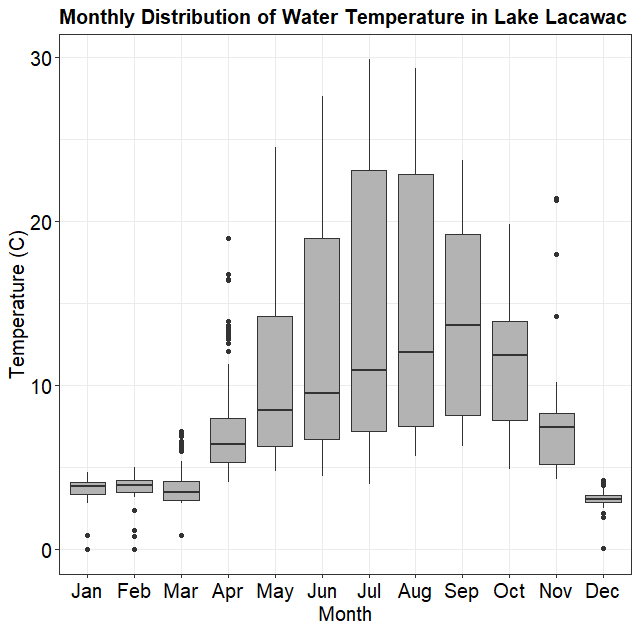 Monthly Distribution of Water Temperature in Lake Lacawac
30
20
10
0
Temperature (C)
Jan Feb Mar Apr May Jun Jul Aug Sep Oct Nov Dec
Month